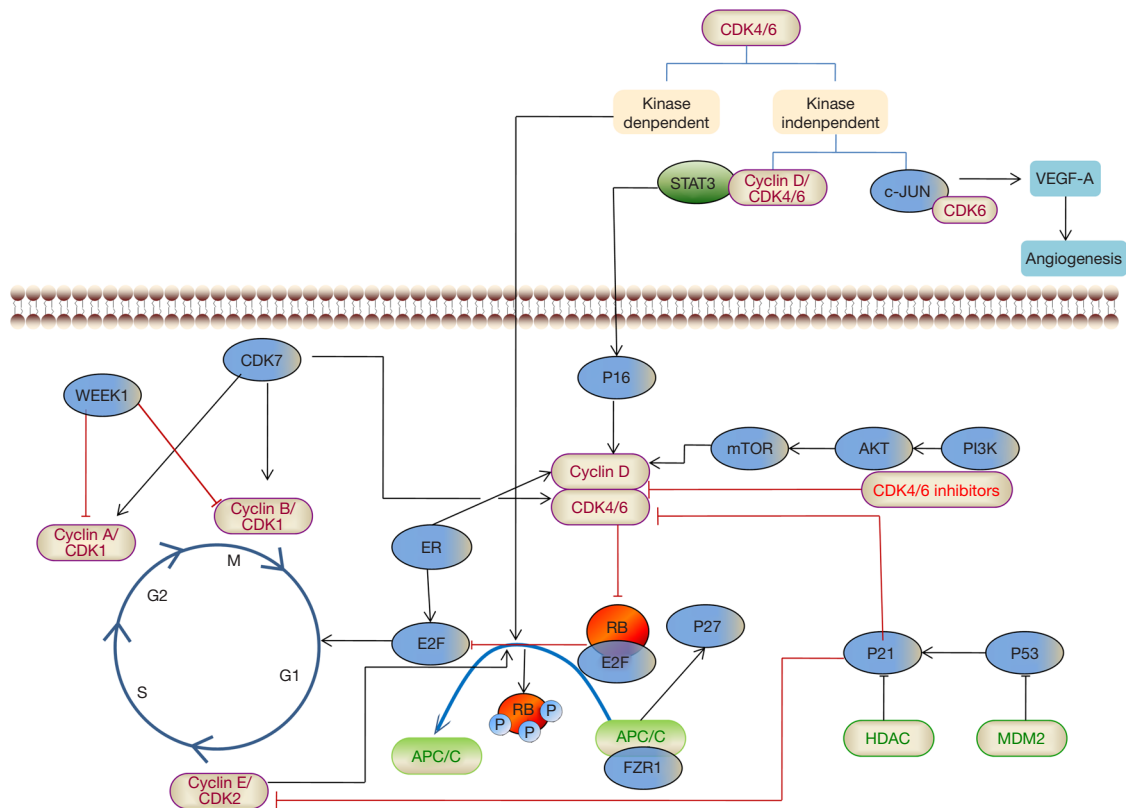 CDK4/6
Kinase
denpendent
Kinase
indenpendent
STAT3
Cyclin D/
CDK4/6
c-JUN
CDK6
VEGF-A
Angiogenesis
CDK7
WEEK1
P16
Cyclin D
CDK4/6
mTOR
AKT
PI3K
CDK4/6 inhibitors
Cyclin A/
CDK1
Cyclin B/
CDK1
ER
M
G2
G1
S
E2F
RB
E2F
P27
P21
P53
RB
P
P
P
APC/C
APC/C
FZR1
HDAC
MDM2
Cyclin E/
CDK2